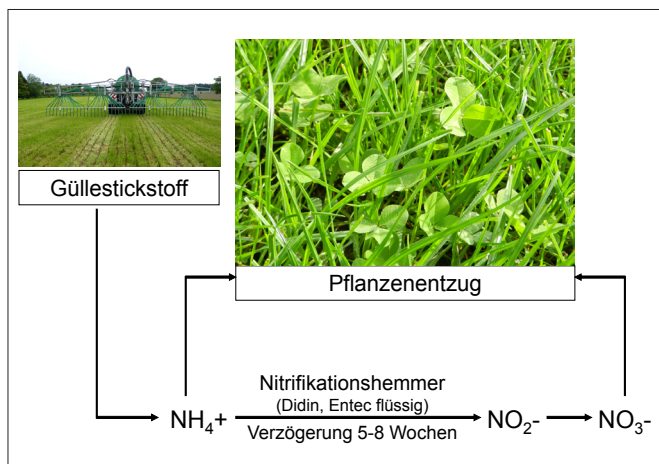 Güllestickstoff
Pflanzenentzug
Nitrifikationshemmer
(Didin, Entec flüssig)
NH₄+
NO₂-
NO₃-
Verzögerung 5-8 Wochen